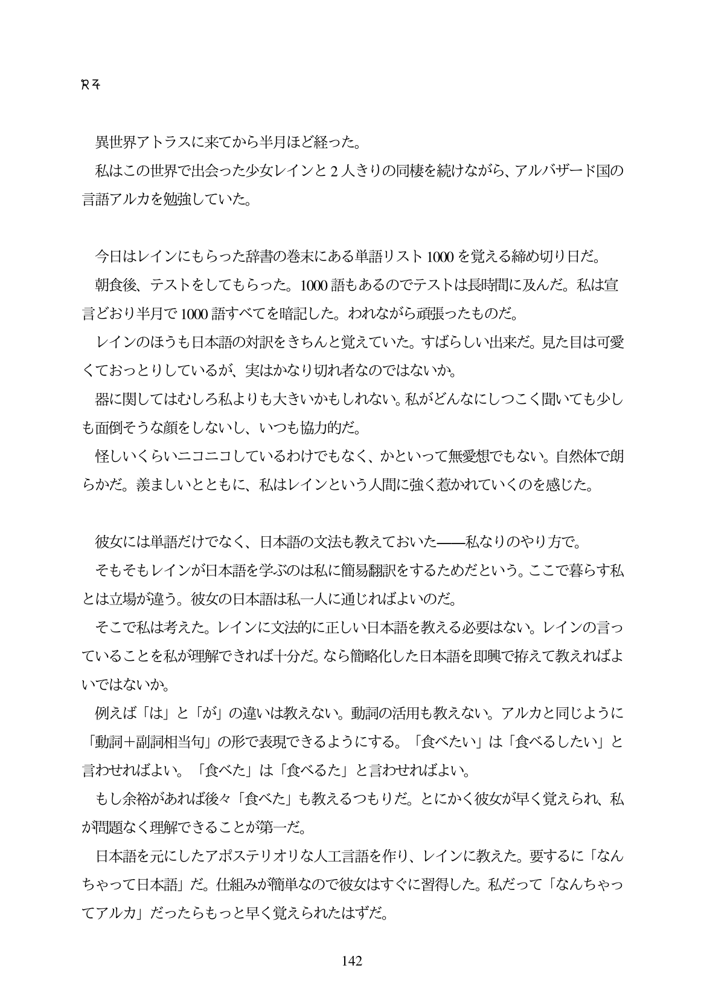 異世界アトラスに来てから半月ほど経った。
私はこの世界で出会った少女レインと2人きりの同棲を続けながら、アルバザード国の
言語アルカを勉強していた。
今日はレインにもらった辞書の巻末にある単語リスト1000を覚える締め切り日だ。
朝食後、テストをしてもらった。1000語もあるのでテストは長時間に及んだ。私は宣
言どおり半月で1000語すべてを暗記した。われながら頑張ったものだ。
レインのほうも日本語の対訳をきちんと覚えていた。すばらしい出来だ。見た目は可愛
くておっとりしているが、実はかなり切れ者なのではないか。
器に関してはむしろ私よりも大きいかもしれない。私がどんなにしつこく聞いても少し
も面倒そうな顔をしないし、いつも協力的だ。
怪しいくらいニコニコしているわけでもなく、かといって無愛想でもない。自然体で朗
らかだ。羨ましいとともに、私はレインという人間に強く惹かれていくのを感じた。
彼女には単語だけでなく、日本語の文法も教えておいた――私なりのやり方で。
そもそもレインが日本語を学ぶのは私に簡易翻訳をするためだという。ここで暮らす私
とは立場が違う。彼女の日本語は私一人に通じればよいのだ。
そこで私は考えた。レインに文法的に正しい日本語を教える必要はない。レインの言っ
ていることを私が理解できれば十分だ。なら簡略化した日本語を即興で拵えて教えればよ
いではないか。
例えば「は」と「が」の違いは教えない。動詞の活用も教えない。アルカと同じように
「動詞＋副詞相当句」の形で表現できるようにする。「食べたい」は「食べるしたい」と
言わせればよい。「食べた」は「食べるた」と言わせればよい。
もし余裕があれば後々「食べた」も教えるつもりだ。とにかく彼女が早く覚えられ、私
が問題なく理解できることが第一だ。
日本語を元にしたアポステリオリな人工言語を作り、レインに教えた。要するに「なん
ちゃって日本語」だ。仕組みが簡単なので彼女はすぐに習得した。私だって「なんちゃっ
てアルカ」だったらもっと早く覚えられたはずだ。
142